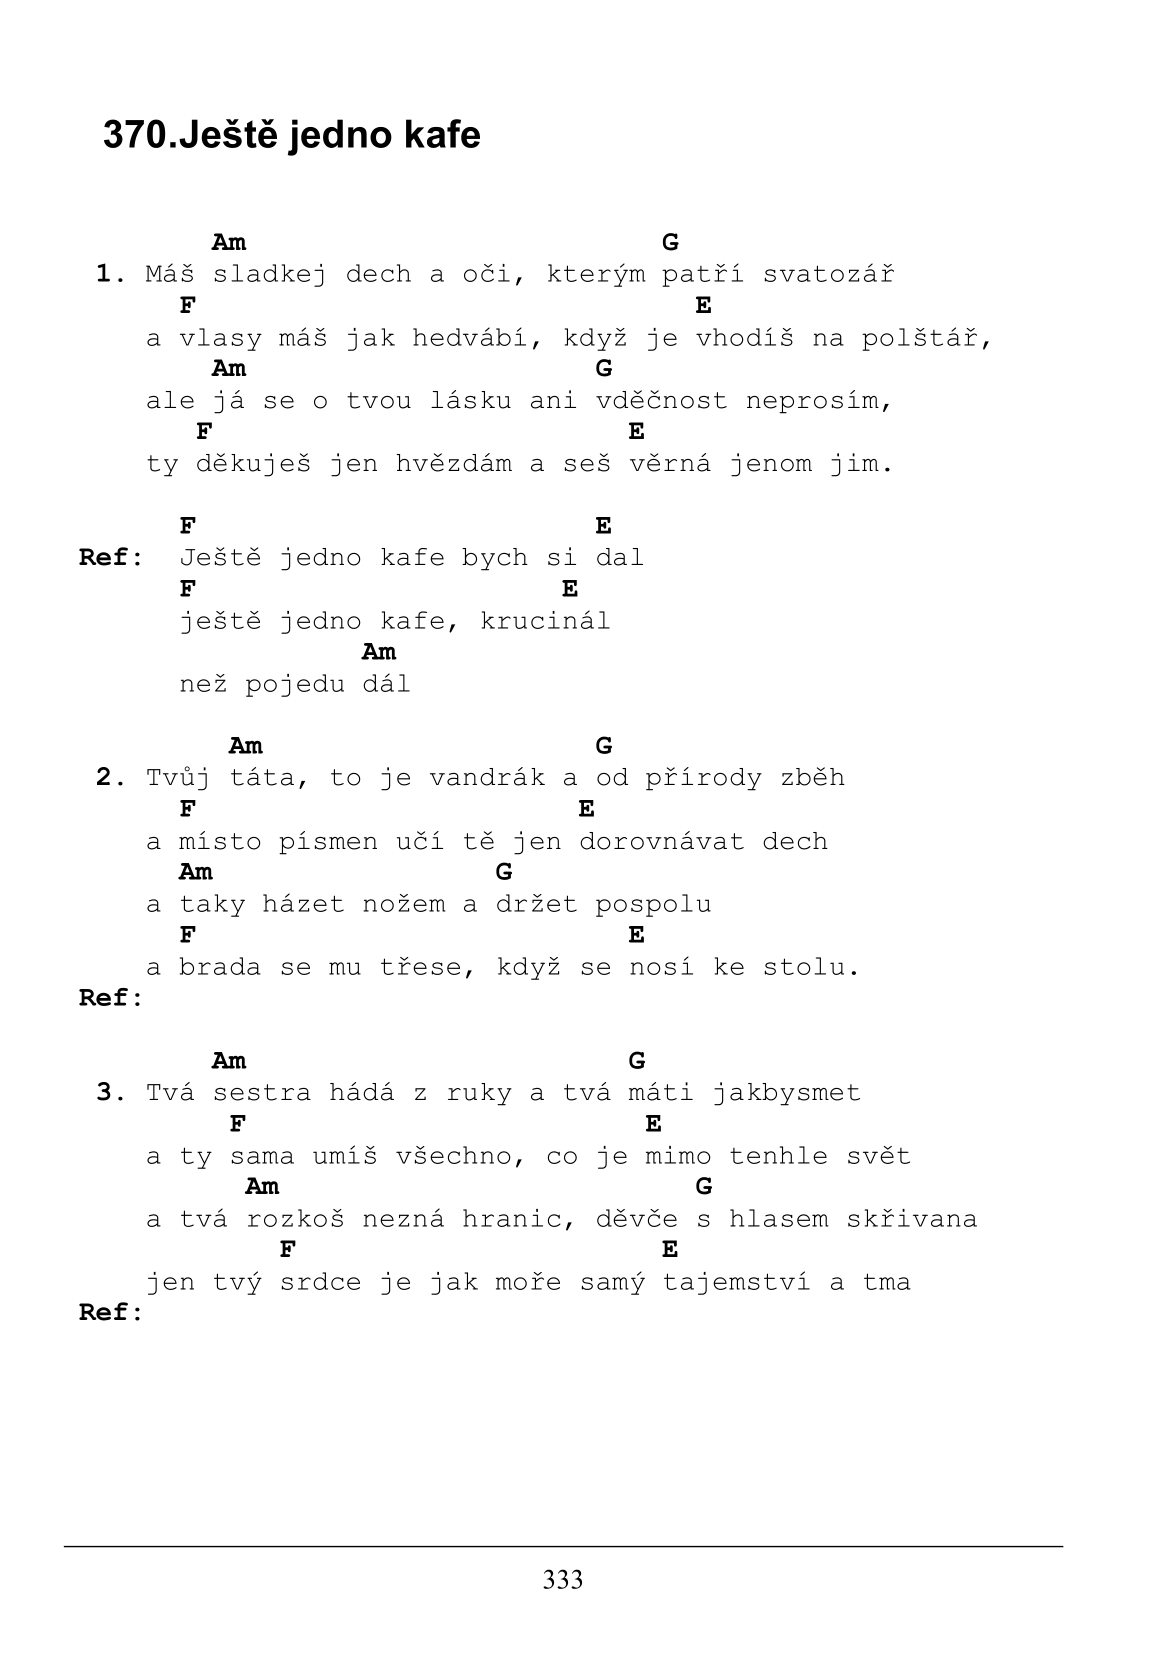 370.Ještě jedno kafe
Am G
1. Máš sladkej dech a oči, kterým patří svatozář
F E
a vlasy máš jak hedvábí, když je vhodíš na polštář,
Am G
ale já se o tvou lásku ani vděčnost neprosím,
F E
ty děkuješ jen hvězdám a seš věrná jenom jim.
F E
Ref: Ještě jedno kafe bych si dal
F E
ještě jedno kafe, krucinál
Am
než pojedu dál
Am G
2. Tvůj táta, to je vandrák a od přírody zběh
F E
a místo písmen učí tě jen dorovnávat dech
Am G
a taky házet nožem a držet pospolu
F E
a brada se mu třese, když se nosí ke stolu.
Ref:
Am G
3. Tvá sestra hádá z ruky a tvá máti jakbysmet
F E
a ty sama umíš všechno, co je mimo tenhle svět
Am G
a tvá rozkoš nezná hranic, děvče s hlasem skřivana
F E
jen tvý srdce je jak moře samý tajemství a tma
Ref:
333